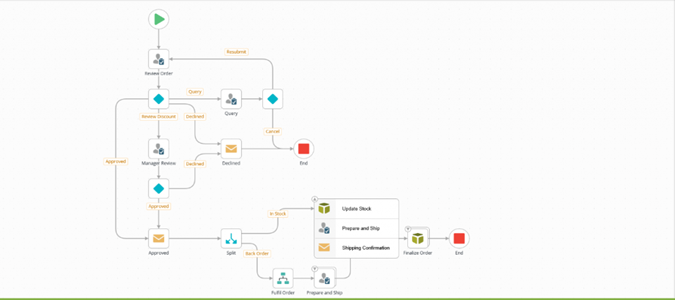 Resubmit
Review Order
Query
Review Discount
Declined
Query
Cancel
Approved
Manager Review
Declined
Declined
End
Approved
In Stock
Update Stock
Prepare and Ship
Shipping Confirmation
Approved
Split
Back Order
Finalize Order
End
Fulfil Order
Prepare and Ship